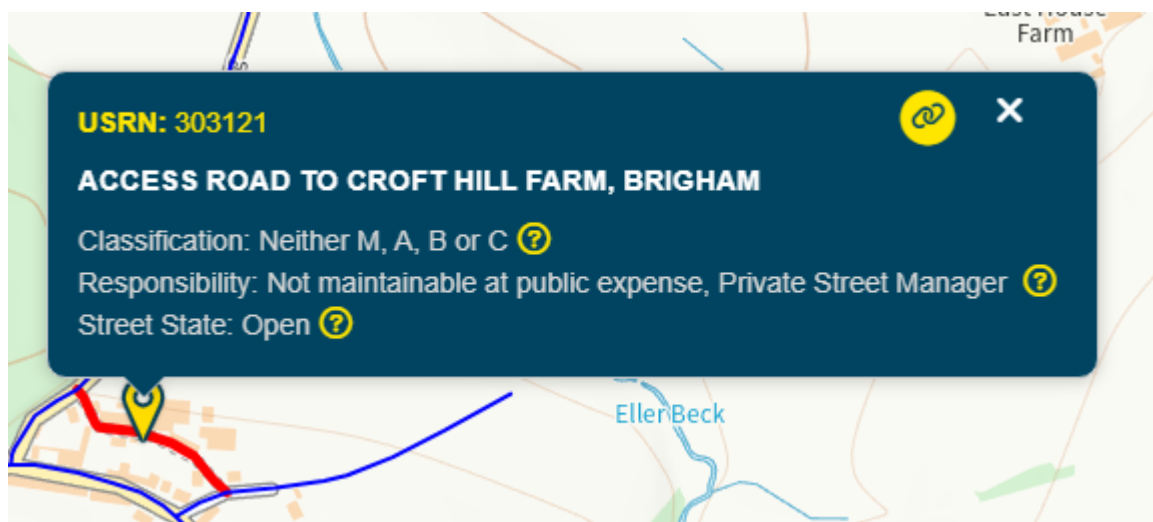 Farm
USRN: 303121
ACCESS ROAD TO CROFT HILL FARM, BRIGHAM
Classification: Neither M, A, B or C ?
Responsibility: Not maintainable at public expense, Private Street Manager ?
Street State: Open ?
Eller Beck